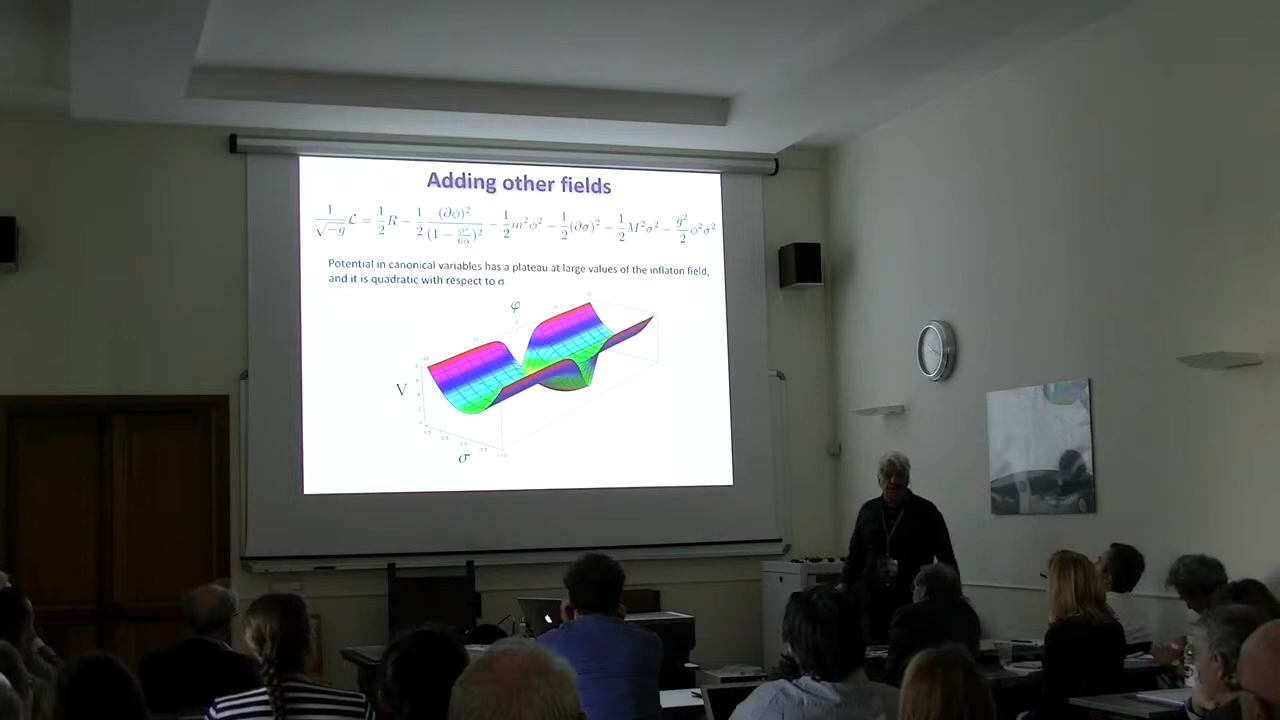 Adding other fields
1/√−g ℒ = 1/2 R − 1/2 (∂ϕ)²/(1 − ϕ²/6α)² − 1/2 m²ϕ² − 1/2 (∂σ)² − 1/2 M²σ² − g²/2 ϕ²σ²
Potential in canonical variables has a plateau at large values of the inflaton field,
and it is quadratic with respect to σ.
φ
V
σ